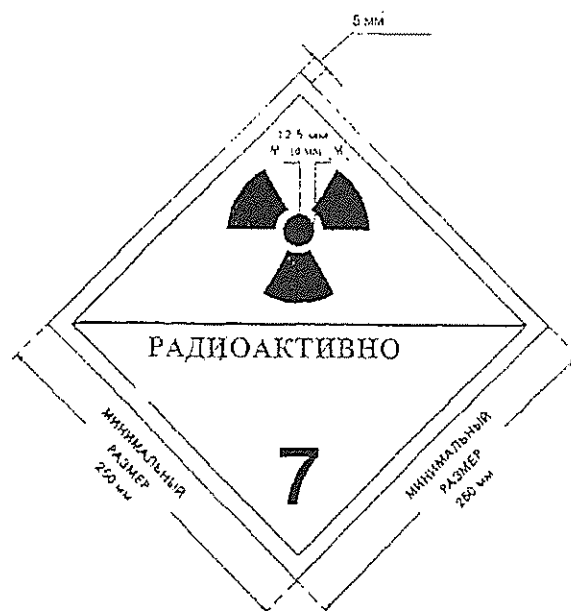 5 мм
12.5 мм
РАДИОАКТИВНО
МИНИМАЛЬНЫЙ
РАЗМЕР
250 мм
МИНИМАЛЬНЫЙ
РАЗМЕР
250 мм
7